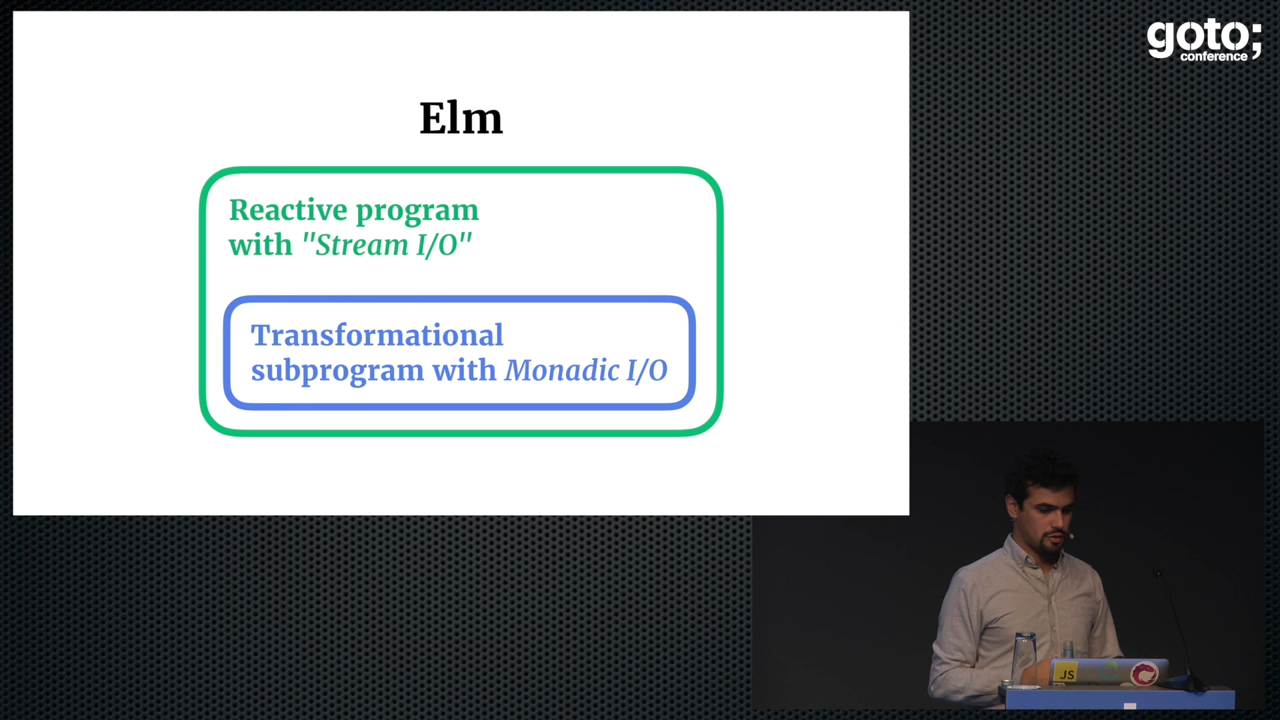 goto;
conference
Elm
Reactive program
with "Stream I/O"
Transformational
subprogram with Monadic I/O
JS